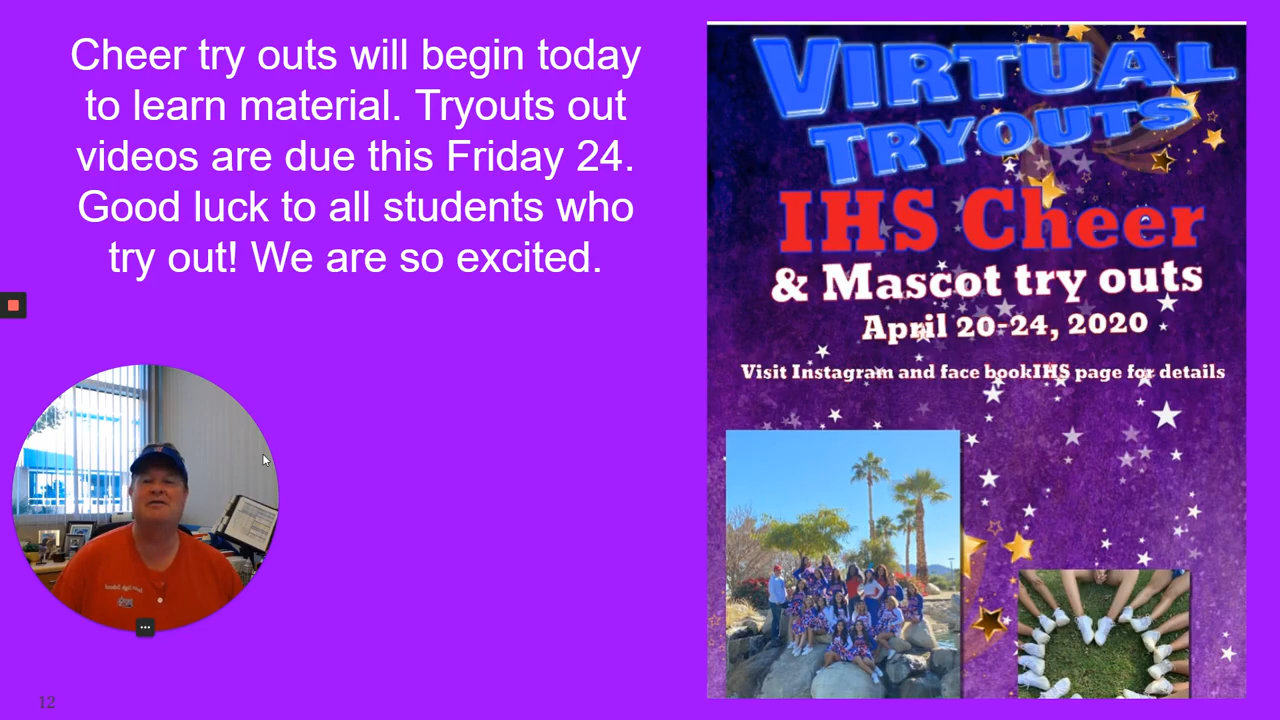 Cheer try outs will begin today
to learn material. Tryouts out
videos are due this Friday 24.
Good luck to all students who
try out! We are so excited.
VIRTUAL
TRYOUTS
IHS Cheer
& Mascot try outs
April 20-24, 2020
Visit Instagram and face bookIHS page for details
12